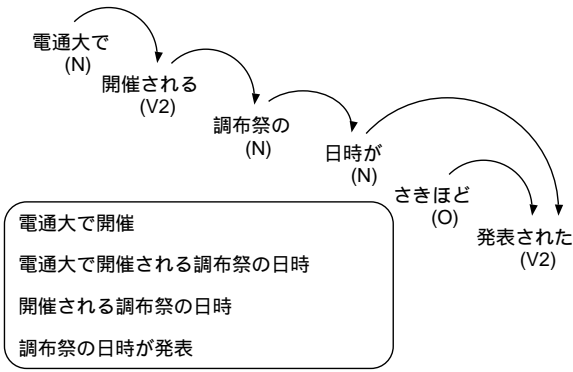 電通大で
(N)
開催される
(V2)
調布祭の
(N)
日時が
(N)
さきほど
(O)
発表された
(V2)
電通大で開催
電通大で開催される調布祭の日時
開催される調布祭の日時
調布祭の日時が発表